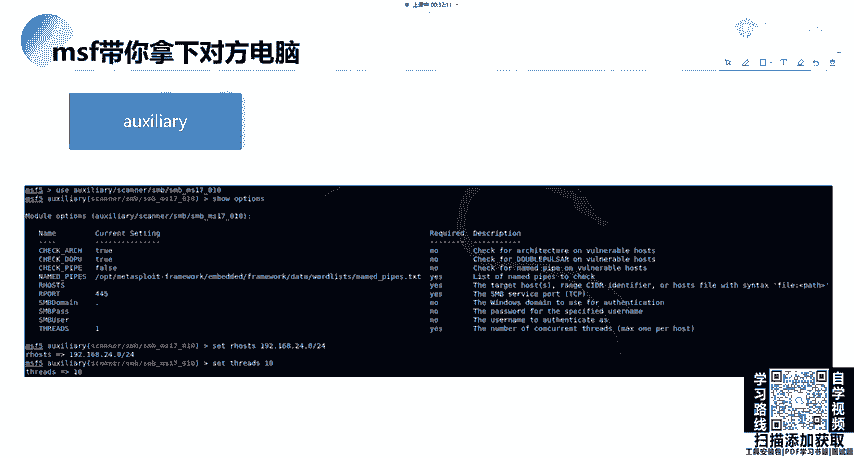 上课中 00:32:11
msf带你拿下对方电脑
auxiliary
msf5 > use auxiliary/scanner/smb/smb_ms17_010
msf5 auxiliary(scanner/smb/smb_ms17_010) > show options
Module options (auxiliary/scanner/smb/smb_ms17_010):
Name Current Setting Required Description
---- --------------- -------- -----------
CHECK_ARCH true no Check for architecture on vulnerable hosts
CHECK_DOPU true no Check for DOUBLEPULSAR on vulnerable hosts
CHECK_PIPE false no Check for named pipe on vulnerable hosts
NAMED_PIPES /opt/metasploit-framework/embedded/framework/data/wordlists/named_pipes.txt yes List of named pipes to check
RHOSTS yes The target host(s), range CIDR identifier, or hosts file with syntax 'file:<path>'
RPORT 445 yes The SMB service port (TCP)
SMBDomain . no The Windows domain to use for authentication
SMBPass no The password for the specified username
SMBUser no The username to authenticate as
THREADS 1 yes The number of concurrent threads (max one per host)
msf5 auxiliary(scanner/smb/smb_ms17_010) > set rhosts 192.168.24.0/24
rhosts => 192.168.24.0/24
msf5 auxiliary(scanner/smb/smb_ms17_010) > set threads 10
threads => 10
学习路线
自学视频
扫描添加获取
工具安装包|PDF学习书籍|面试题